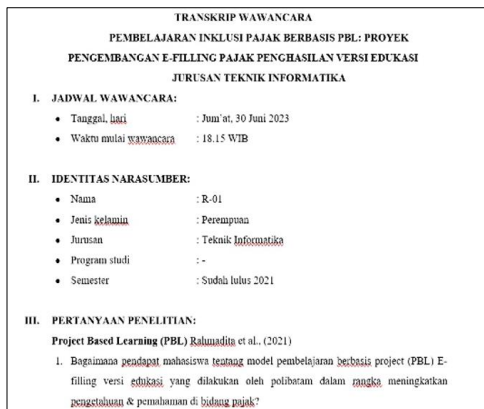 TRANSKRIP WAWANCARA
PEMBELAJARAN INKLUSI PAJAK BERBASIS PBL: PROYEK
PENGEMBANGAN E-FILLING PAJAK PENGHASILAN VERSI EDUKASI
JURUSAN TEKNIK INFORMATIKA
I. JADWAL WAWANCARA:
• Tanggal, hari : Jum'at, 30 Juni 2023
• Waktu mulai wawancara : 18.15 WIB
II. IDENTITAS NARASUMBER:
• Nama : R-01
• Jenis kelamin : Perempuan
• Jurusan : Teknik Informatika
• Program studi : -
• Semester : Sudah lulus 2021
III. PERTANYAAN PENELITIAN:
Project Based Learning (PBL) Rahmadita et al., (2021)
1. Bagaimana pendapat mahasiswa tentang model pembelajaran berbasis project (PBL) E-
filling versi edukasi yang dilakukan oleh polibatam dalam rangka meningkatkan
pengetahuan & pemahaman di bidang pajak?